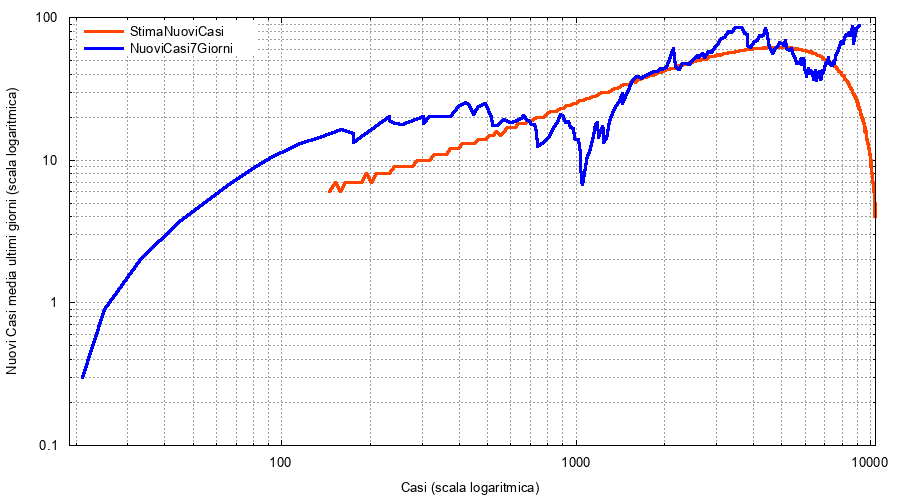 100
StimaNuoviCasi
NuoviCasi7Giorni
10
1
0.1
Nuovi Casi media ultimi giorni (scala logaritmica)
100
1000
10000
Casi (scala logaritmica)